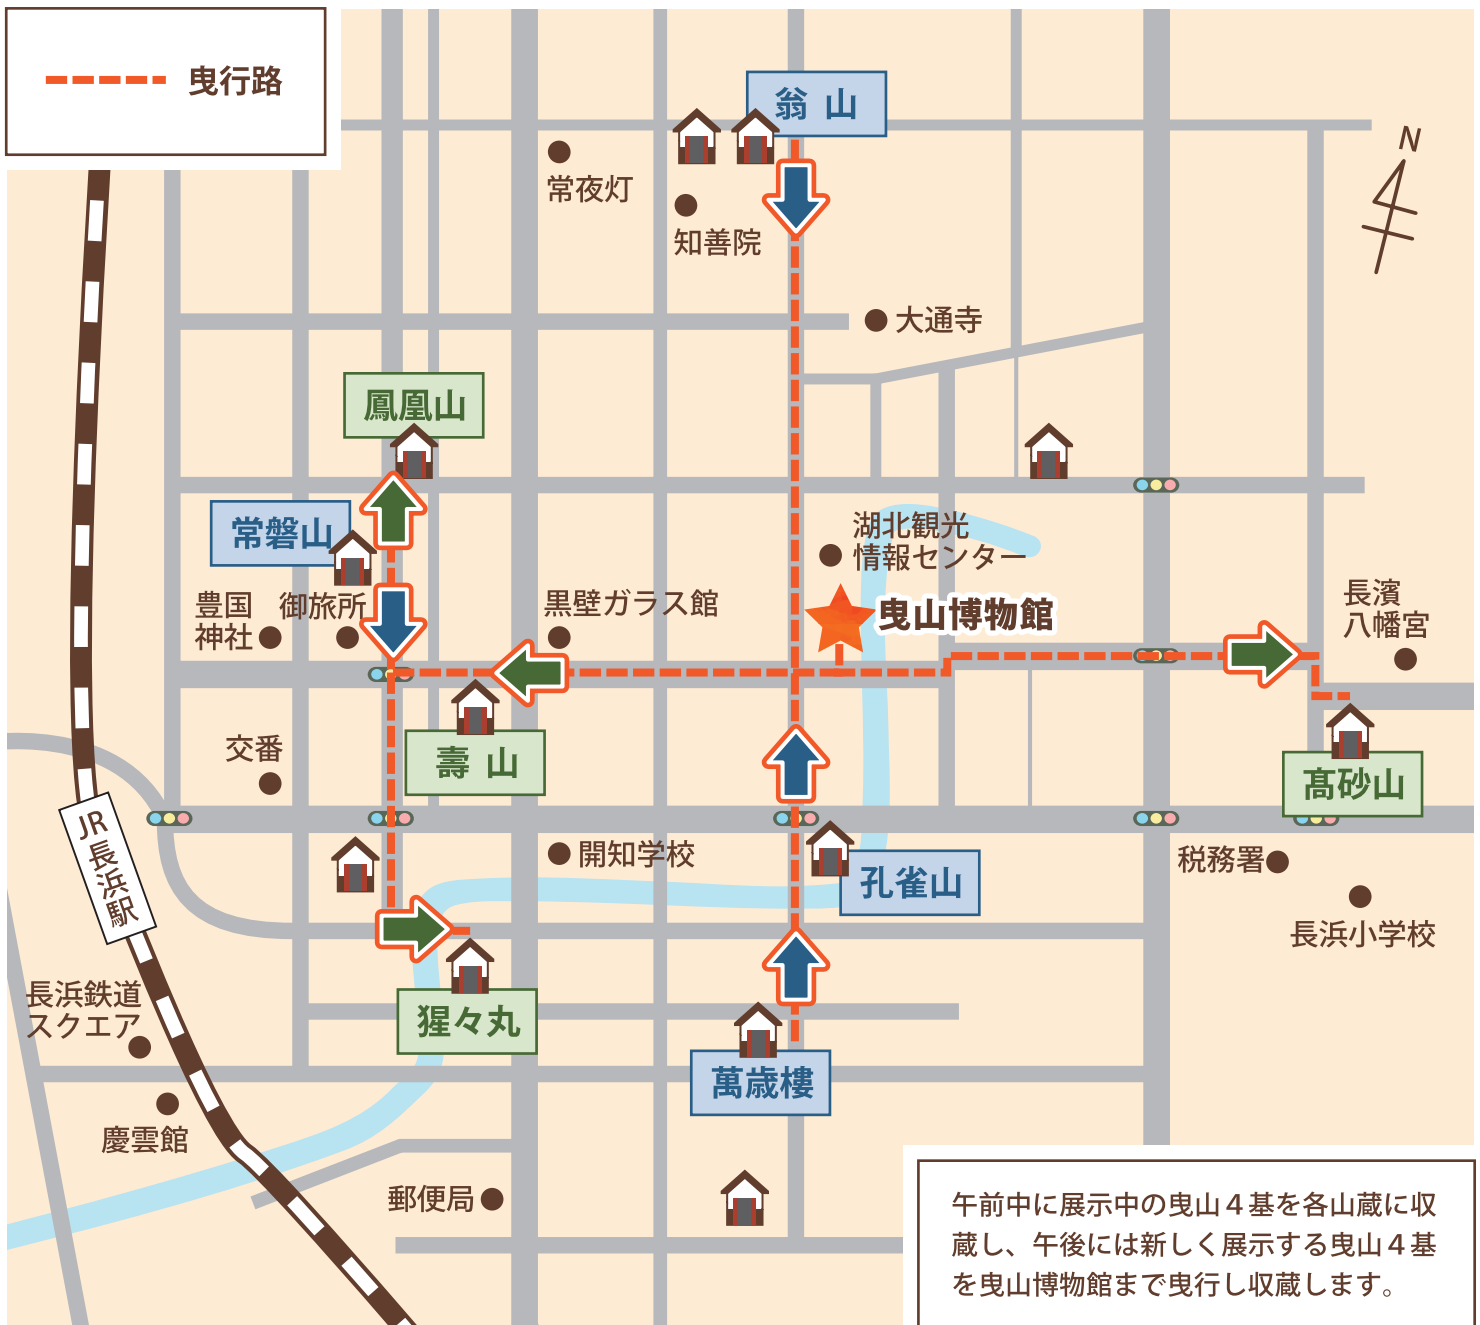 曳行路
翁山
N
常夜灯
知善院
大通寺
鳳凰山
常磐山
湖北観光
情報センター
豊国
神社
御旅所
黒壁ガラス館
曳山博物館
長濱
八幡宮
交番
壽山
髙砂山
JR長浜駅
開知学校
孔雀山
税務署
長浜小学校
長浜鉄道
スクエア
猩々丸
萬歳樓
慶雲館
郵便局
午前中に展示中の曳山4基を各山蔵に収
蔵し、午後には新しく展示する曳山4基
を曳山博物館まで曳行し収蔵します。